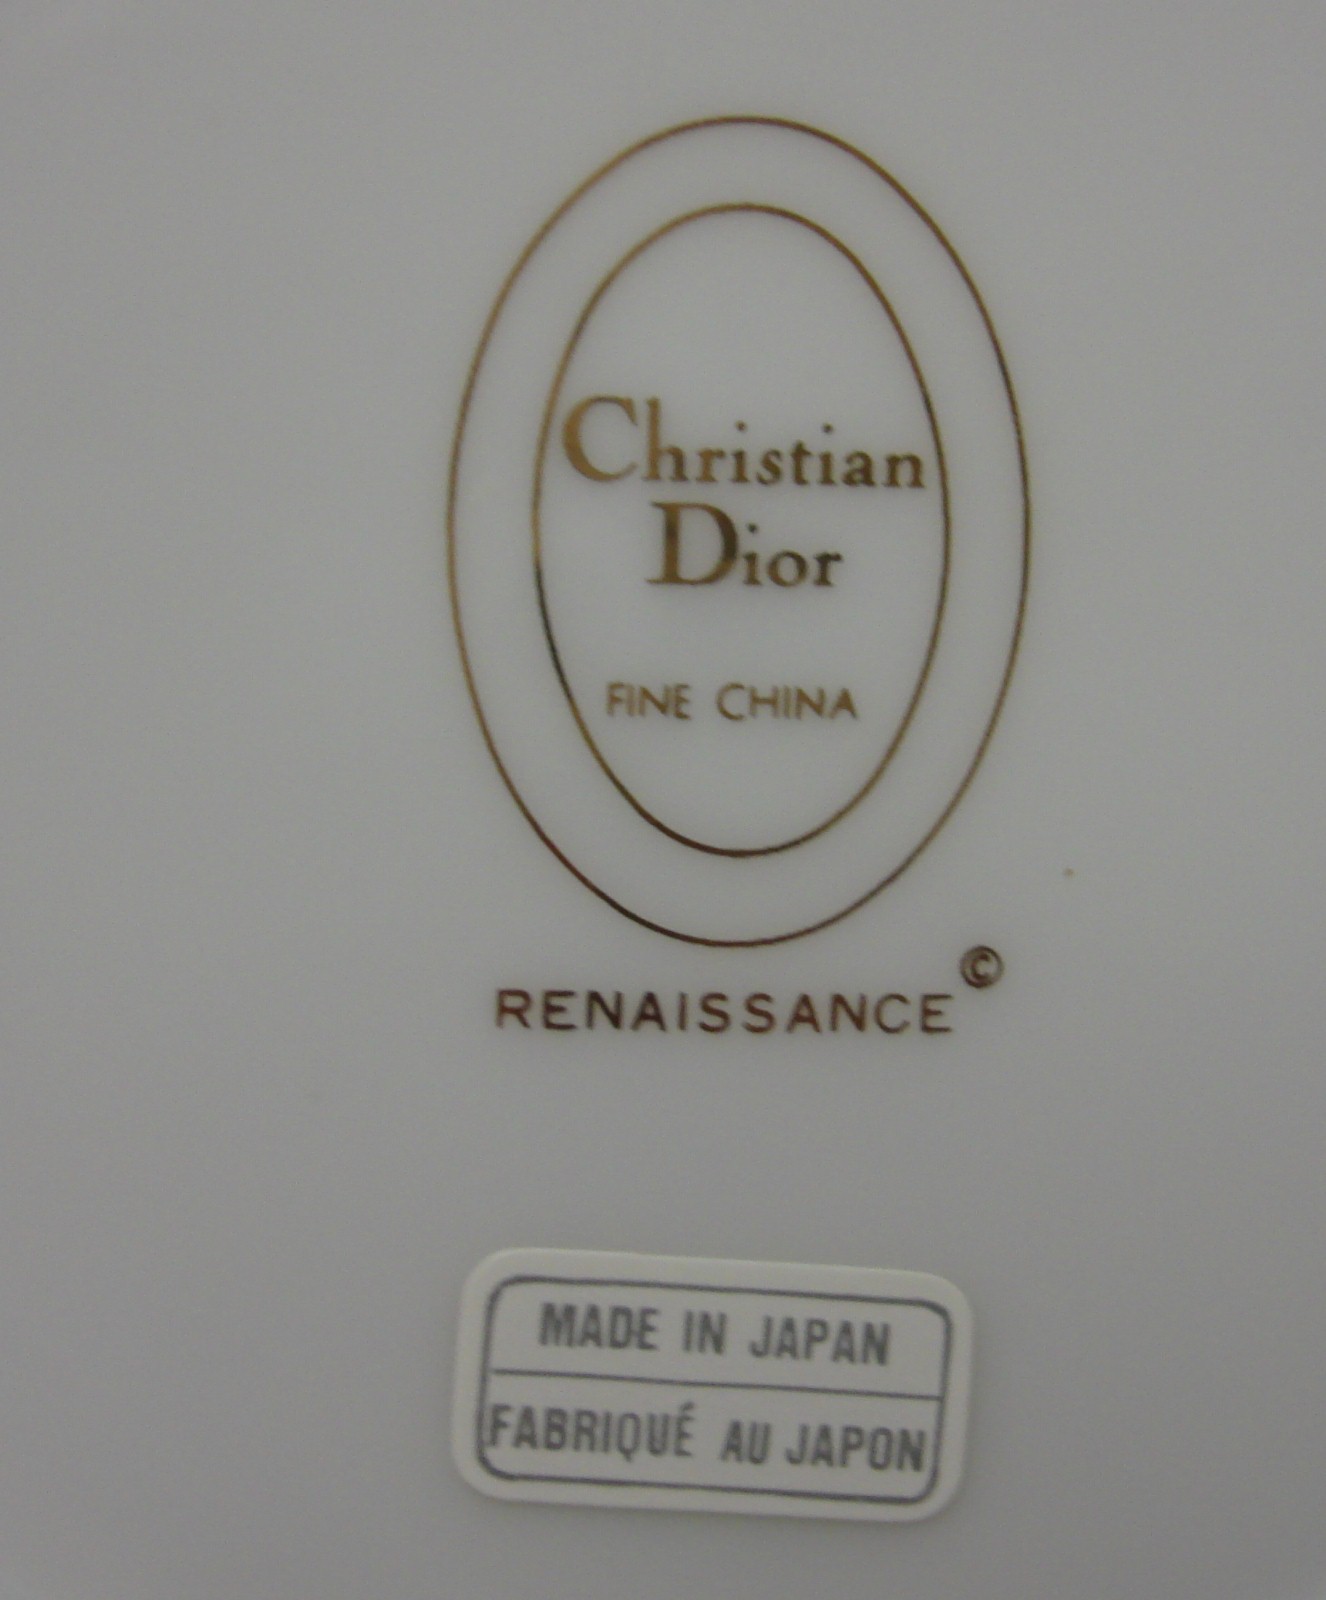 Christian
Dior
FINE CHINA
RENAISSANCE ©
MADE IN JAPAN
FABRIQUÉ AU JAPON